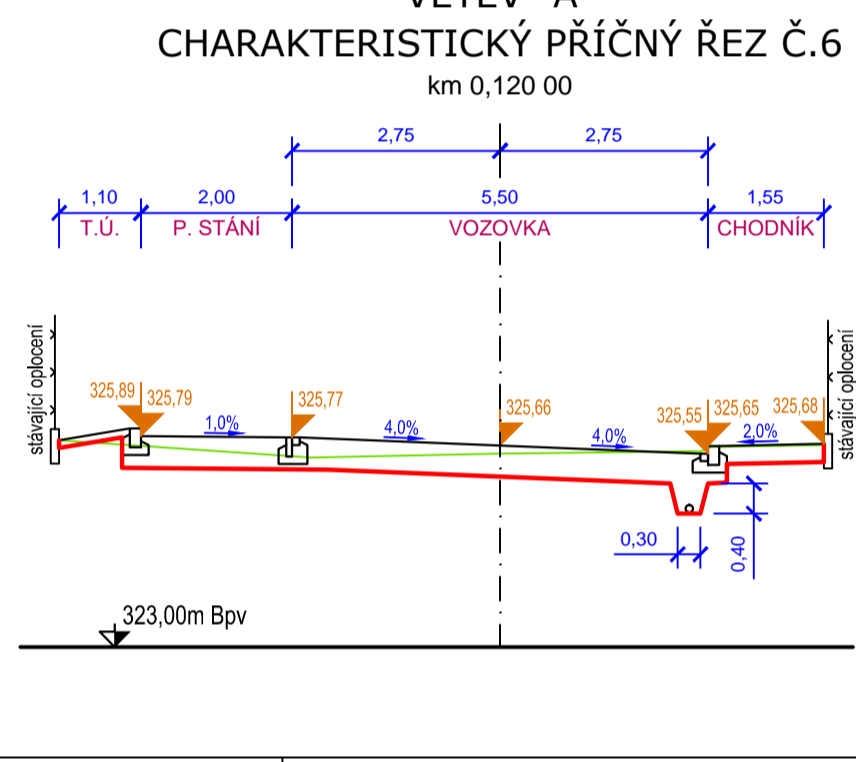 VĚTEV "A"
CHARAKTERISTICKÝ PŘÍČNÝ ŘEZ Č.6
km 0,120 00
2,75 2,75
1,10 2,00 5,50 1,55
T.Ú. P. STÁNÍ VOZOVKA CHODNÍK
stávající oplocení
stávající oplocení
325,89 325,79 325,77 325,66 325,55 325,65 325,68
1,0% 4,0% 4,0% 2,0%
0,30
0,40
323,00m Bpv